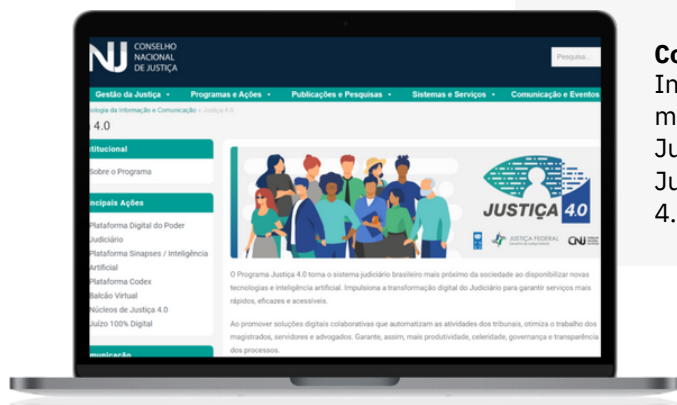 CONSELHO
NACIONAL
DE JUSTIÇA
Pesquisa...
Gestão da Justiça
Programas e Ações
Publicações e Pesquisas
Sistemas e Serviços
Comunicação e Eventos
ologia da Informação e Comunicação » Justiça 4.0
4.0
stitucional
Sobre o Programa
incipais Ações
Plataforma Digital do Poder
Judiciário
Plataforma Sinapses / Inteligência
Artificial
Plataforma Codex
Balcão Virtual
Núcleos de Justiça 4.0
Juízo 100% Digital
municação
JUSTIÇA 4.0
JUSTIÇA FEDERAL
CNJ
O Programa Justiça 4.0 torna o sistema judiciário brasileiro mais próximo da sociedade ao disponibilizar novas
tecnologias e inteligência artificial. Impulsiona a transformação digital do Judiciário para garantir serviços mais
rápidos, eficazes e acessíveis.
Ao promover soluções digitais colaborativas que automatizam as atividades dos tribunais, otimiza o trabalho dos
magistrados, servidores e advogados. Garante, assim, mais produtividade, celeridade, governança e transparência
dos processos.
Co
In
m
Ju
Ju
4.